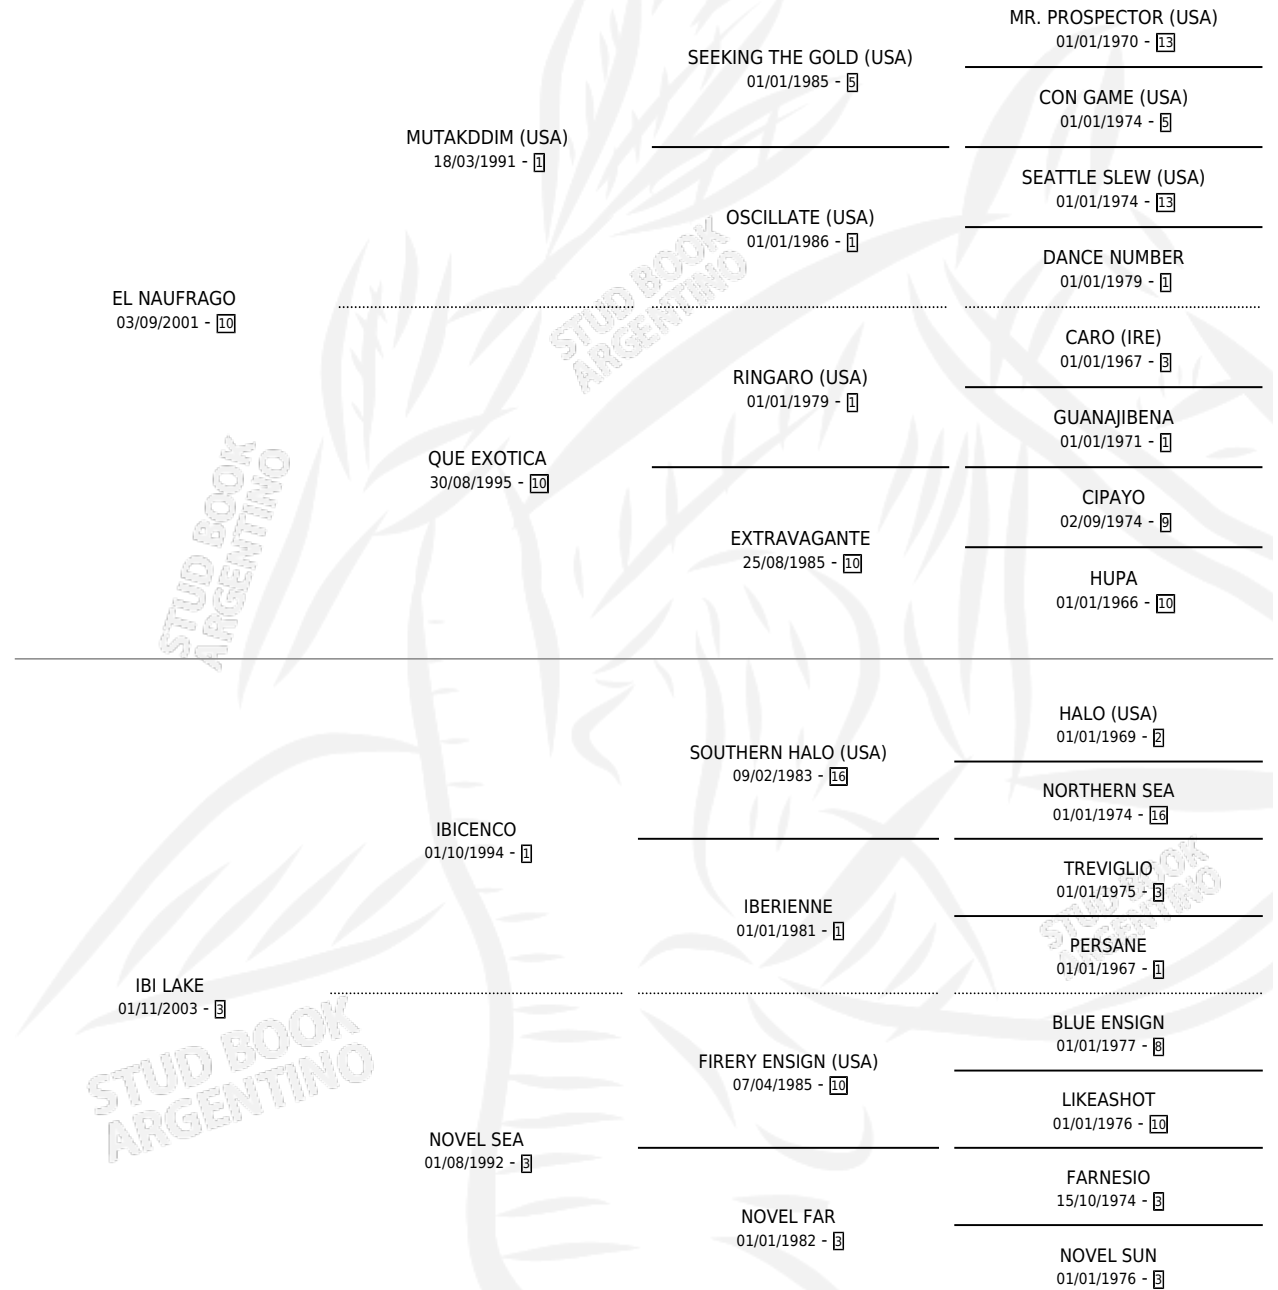 MR. PROSPECTOR (USA)
01/01/1970 - 13
SEEKING THE GOLD (USA)
01/01/1985 - 5
CON GAME (USA)
01/01/1974 - 5
MUTAKDDIM (USA)
18/03/1991 - 1
SEATTLE SLEW (USA)
01/01/1974 - 13
OSCILLATE (USA)
01/01/1986 - 1
DANCE NUMBER
01/01/1979 - 1
EL NAUFRAGO
03/09/2001 - 10
STUD BOOK
ARGENTINO
CARO (IRE)
01/01/1967 - 3
RINGARO (USA)
01/01/1979 - 1
GUANAJIBENA
01/01/1971 - 1
QUE EXOTICA
30/08/1995 - 10
CIPAYO
02/09/1974 - 9
EXTRAVAGANTE
25/08/1985 - 10
HUPA
01/01/1966 - 10
STUD BOOK
ARGENTINO
HALO (USA)
01/01/1969 - 2
SOUTHERN HALO (USA)
09/02/1983 - 16
NORTHERN SEA
01/01/1974 - 16
IBICENCO
01/10/1994 - 1
TREVIGLIO
01/01/1975 - 3
IBERIENNE
01/01/1981 - 1
PERSANE
01/01/1967 - 1
STUD BOOK
ARGENTINO
IBI LAKE
01/11/2003 - 3
BLUE ENSIGN
01/01/1977 - 8
FIRERY ENSIGN (USA)
07/04/1985 - 10
LIKEASHOT
01/01/1976 - 10
STUD BOOK
ARGENTINO
NOVEL SEA
01/08/1992 - 3
FARNESIO
15/10/1974 - 3
NOVEL FAR
01/01/1982 - 3
NOVEL SUN
01/01/1976 - 3